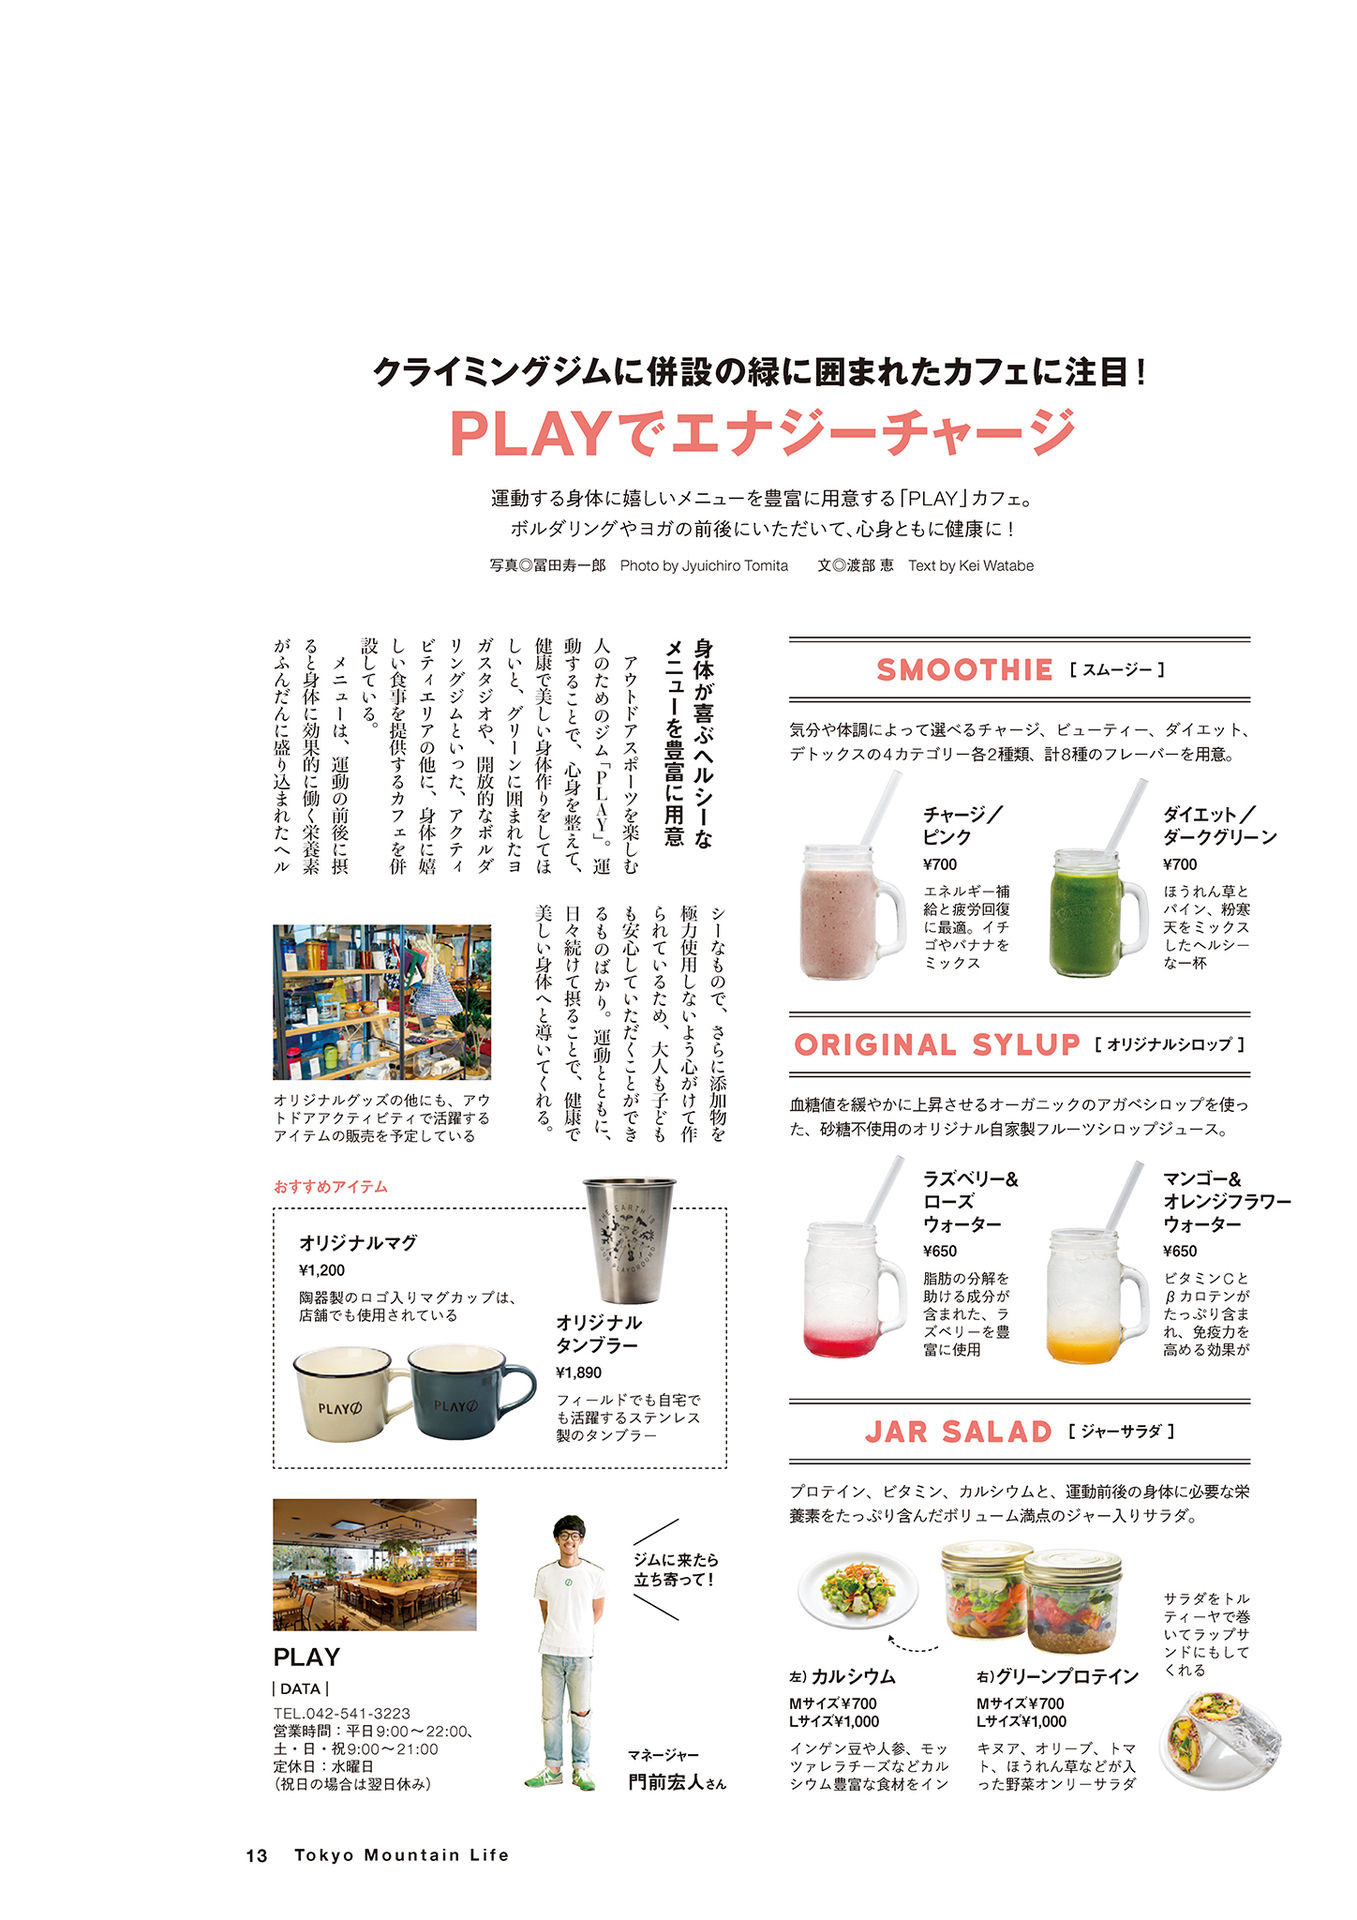 クライミングジムに併設の緑に囲まれたカフェに注目！
PLAYでエナジーチャージ
運動する身体に嬉しいメニューを豊富に用意する「PLAY」カフェ。
ボルダリングやヨガの前後にいただいて、心身ともに健康に！
写真◎冨田寿一郎　Photo by Jyuichiro Tomita　文◎渡部 恵　Text by Kei Watabe
身体が喜ぶヘルシーな
メニューを豊富に用意
アウトドアスポーツを楽しむ
人のためのジム「PLAY」。運
動することで、心身を整えて、
健康で美しい身体作りをしてほ
しいと、グリーンに囲まれたヨ
ガスタジオや、開放的なボルダ
リングジムといった、アクティ
ビティエリアの他に、身体に嬉
しい食事を提供するカフェを併
設している。
メニューは、運動の前後に摂
ると身体に効果的に働く栄養素
がふんだんに盛り込まれたヘル
シーなもので、さらに添加物を
極力使用しないよう心がけて作
られているため、大人も子ども
も安心していただくことができ
るものばかり。運動とともに、
日々続けて摂ることで、健康で
美しい身体へと導いてくれる。
オリジナルグッズの他にも、アウ
トドアアクティビティで活躍する
アイテムの販売を予定している
おすすめアイテム
オリジナルマグ
¥1,200
陶器製のロゴ入りマグカップは、
店舗でも使用されている
PLAY
PLAY
THE EARTH IS
OUR PLAYGROUND
オリジナル
タンブラー
¥1,890
フィールドでも自宅で
も活躍するステンレス
製のタンブラー
PLAY
| DATA |
TEL.042-541-3223
営業時間：平日9:00〜22:00、
土・日・祝9:00〜21:00
定休日：水曜日
（祝日の場合は翌日休み）
ジムに来たら
立ち寄って！
マネージャー
門前宏人さん
SMOOTHIE ［ スムージー ］
気分や体調によって選べるチャージ、ビューティー、ダイエット、
デトックスの4カテゴリー各2種類、計8種のフレーバーを用意。
チャージ／
ピンク
¥700
エネルギー補
給と疲労回復
に最適。イチ
ゴやバナナを
ミックス
ダイエット／
ダークグリーン
¥700
ほうれん草と
パイン、粉寒
天をミックス
したヘルシー
な一杯
ORIGINAL SYLUP ［ オリジナルシロップ ］
血糖値を緩やかに上昇させるオーガニックのアガベシロップを使っ
た、砂糖不使用のオリジナル自家製フルーツシロップジュース。
ラズベリー&
ローズ
ウォーター
¥650
脂肪の分解を
助ける成分が
含まれた、ラ
ズベリーを豊
富に使用
マンゴー&
オレンジフラワー
ウォーター
¥650
ビタミンCと
βカロテンが
たっぷり含ま
れ、免疫力を
高める効果が
JAR SALAD ［ ジャーサラダ ］
プロテイン、ビタミン、カルシウムと、運動前後の身体に必要な栄
養素をたっぷり含んだボリューム満点のジャー入りサラダ。
左）カルシウム
Mサイズ¥700
Lサイズ¥1,000
インゲン豆や人参、モッ
ツァレラチーズなどカル
シウム豊富な食材をイン
右）グリーンプロテイン
Mサイズ¥700
Lサイズ¥1,000
キヌア、オリーブ、トマ
ト、ほうれん草などが入
った野菜オンリーサラダ
サラダをトル
ティーヤで巻
いてラップサ
ンドにもして
くれる
13　Tokyo Mountain Life